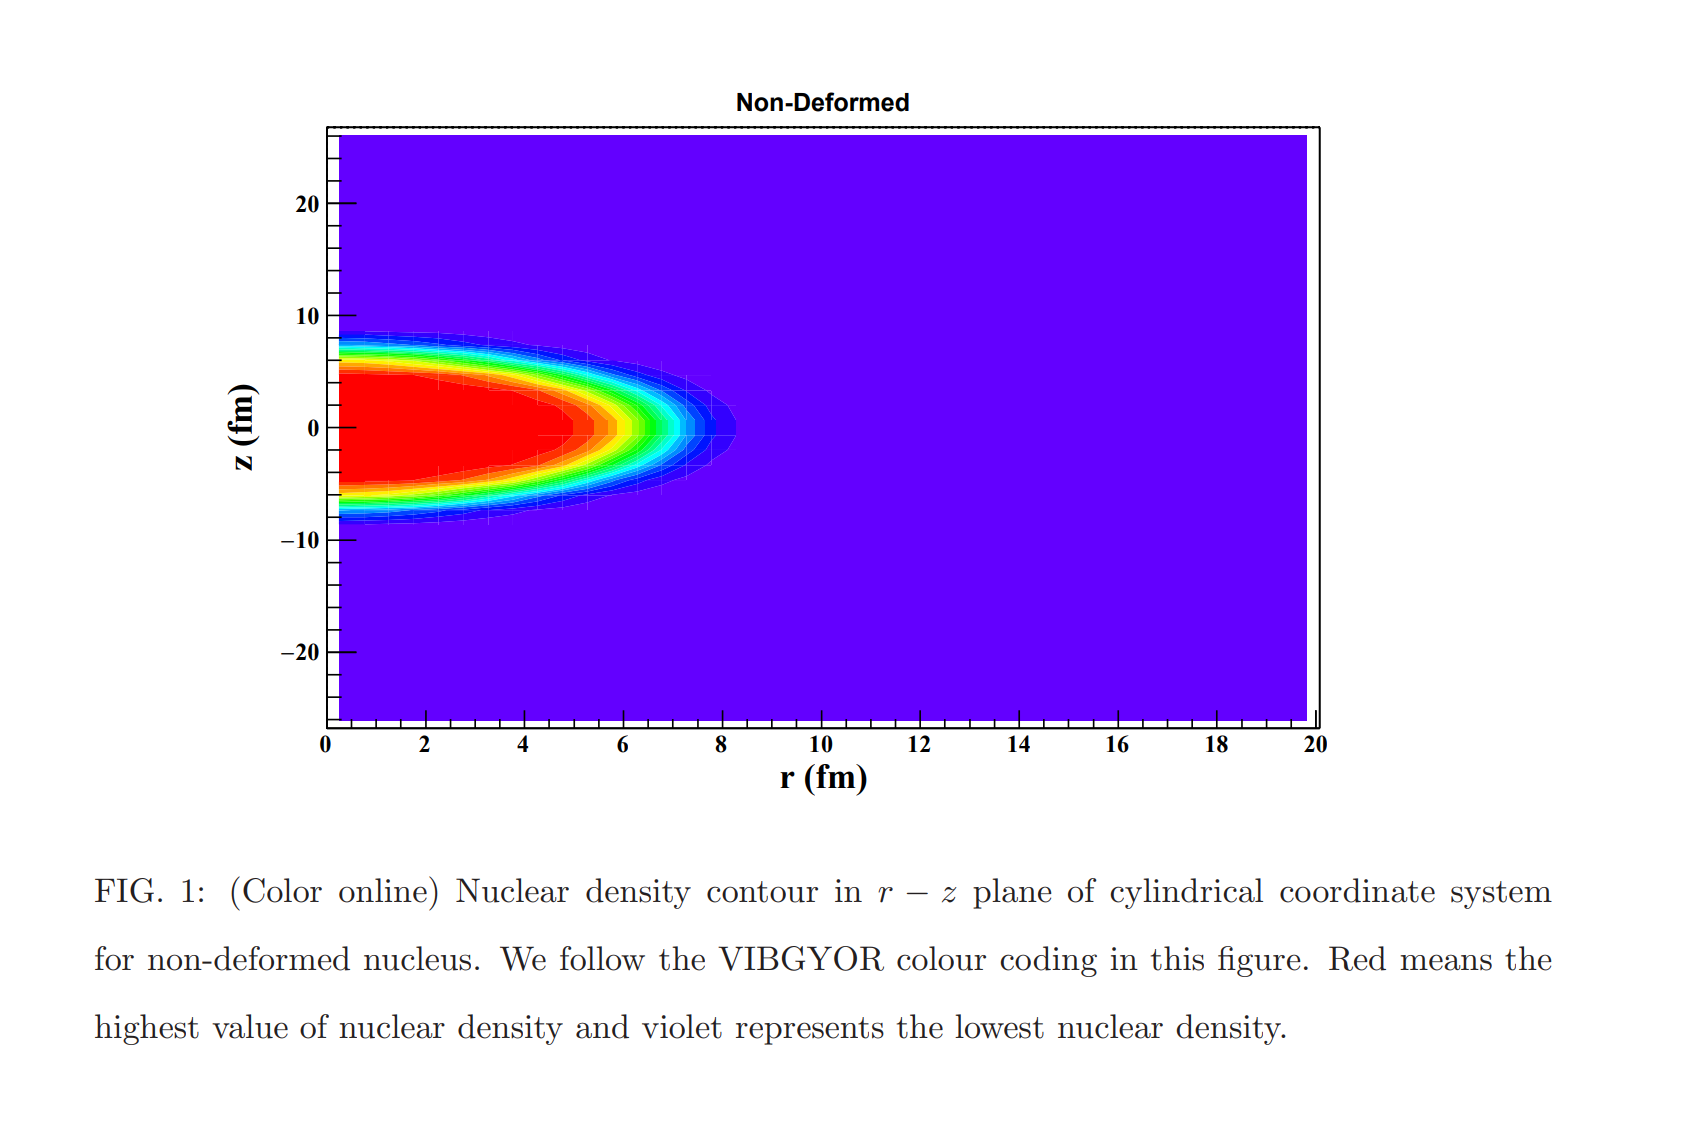 Non-Deformed
20
10
0
−10
−20
z (fm)
0 2 4 6 8 10 12 14 16 18 20
r (fm)
FIG. 1: (Color online) Nuclear density contour in r − z plane of cylindrical coordinate system
for non-deformed nucleus. We follow the VIBGYOR colour coding in this figure. Red means the
highest value of nuclear density and violet represents the lowest nuclear density.